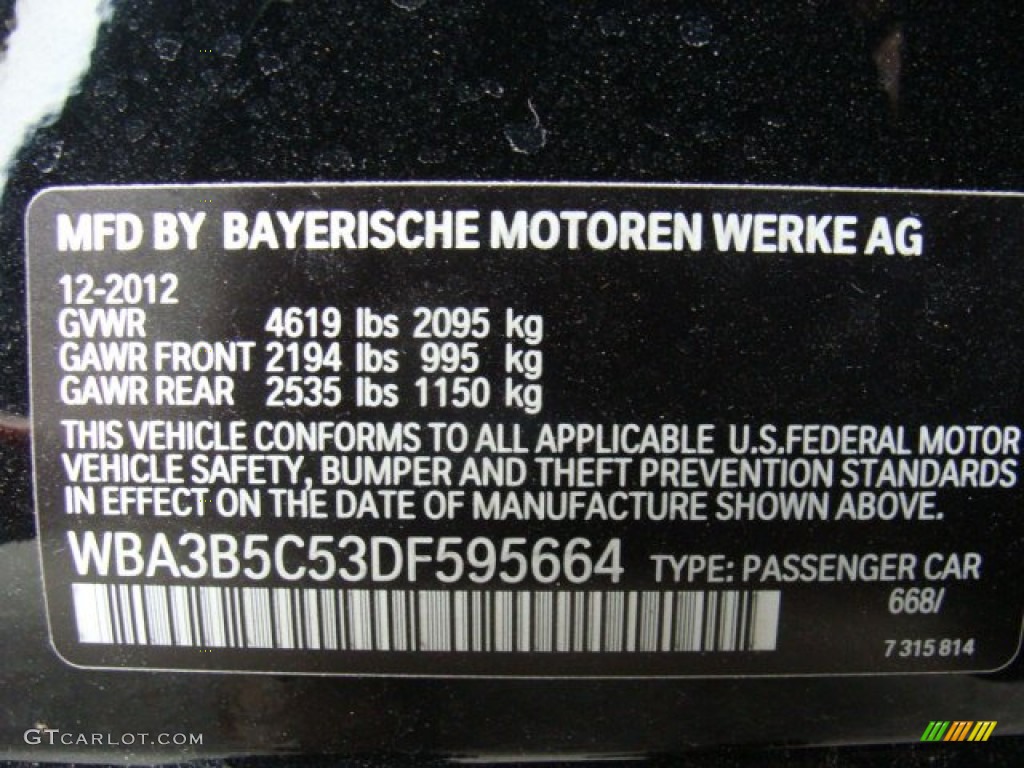 MFD BY BAYERISCHE MOTOREN WERKE AG
12-2012
GVWR 4619 lbs 2095 kg
GAWR FRONT 2194 lbs 995 kg
GAWR REAR 2535 lbs 1150 kg
THIS VEHICLE CONFORMS TO ALL APPLICABLE U.S.FEDERAL MOTOR
VEHICLE SAFETY, BUMPER AND THEFT PREVENTION STANDARDS
IN EFFECT ON THE DATE OF MANUFACTURE SHOWN ABOVE.
WBA3B5C53DF595664 TYPE: PASSENGER CAR
668/
7 315 814
GTCARLOT.COM